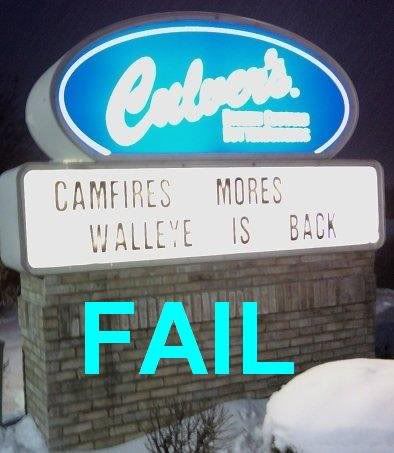 Culver's.
CAMFIRES MORES
WALLEYE IS BACK
FAIL